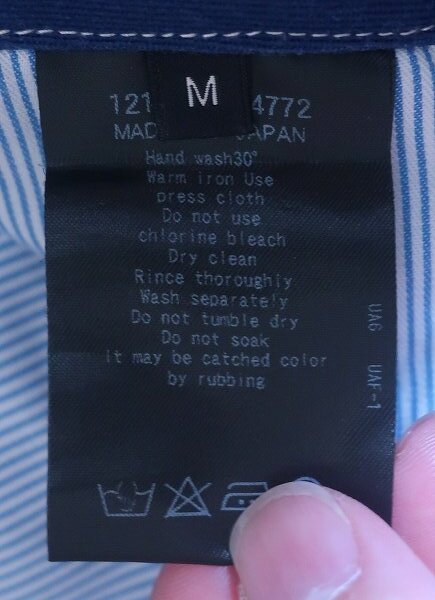 M
121 4772
MAD JAPAN
Hand wash30°
Warm iron Use
press cloth
Do not use
chlorine bleach
Dry clean
Rince thoroughly
Wash separately
Do not tumble dry
Do not soak
It may be catched color
by rubbing
UA6 UAF-1